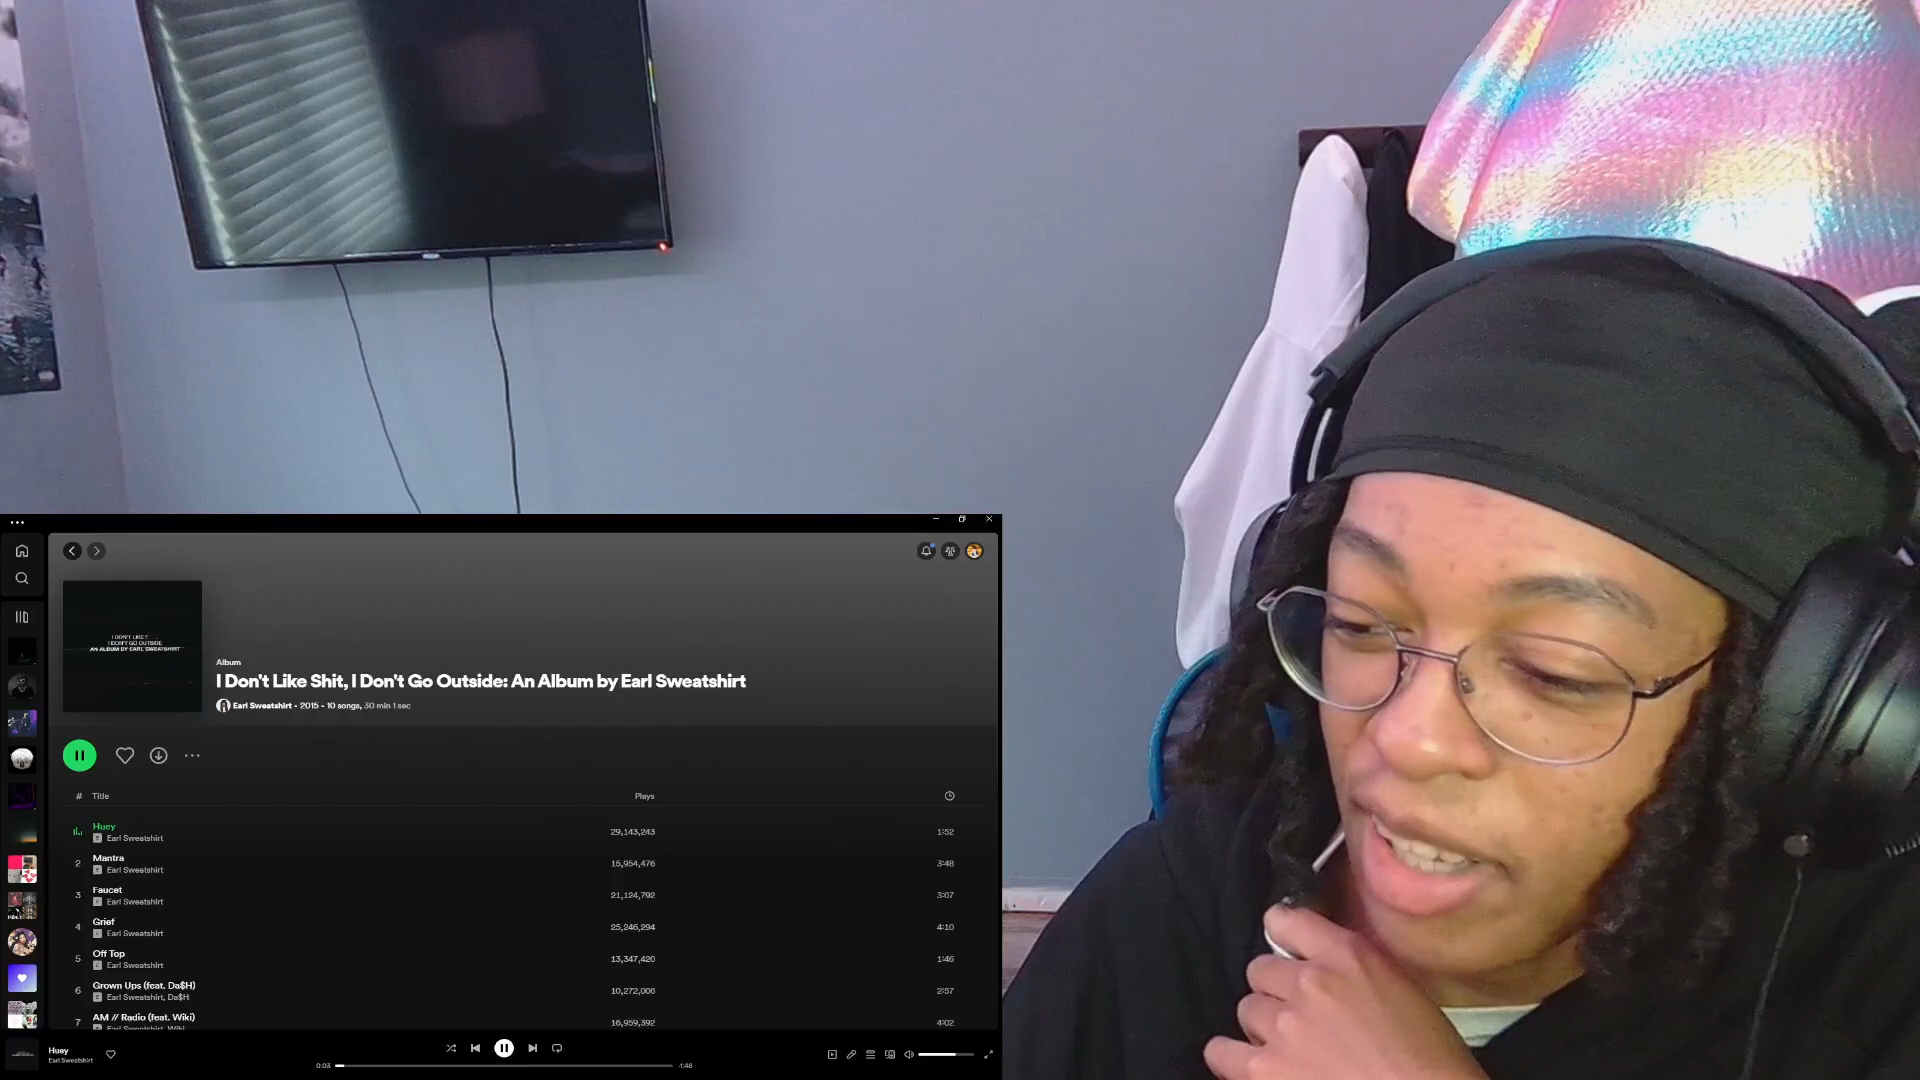 I DON'T LIKE S
I DON'T GO OUTSIDE
AN ALBUM BY EARL SWEATSHIRT
Album
I Don't Like Shit, I Don't Go Outside: An Album by Earl Sweatshirt
Earl Sweatshirt • 2015 • 10 songs, 30 min 1 sec
# Title Plays
Huey 29,143,243 1:52
Earl Sweatshirt
2 Mantra 15,954,476 3:48
Earl Sweatshirt
3 Faucet 21,124,792 3:07
Earl Sweatshirt
4 Grief 25,246,294 4:10
Earl Sweatshirt
5 Off Top 13,347,420 1:46
Earl Sweatshirt
6 Grown Ups (feat. Da$H) 10,272,006 2:57
Earl Sweatshirt, Da$H
7 AM // Radio (feat. Wiki) 16,959,392 4:02
Earl Sweatshirt, Wiki
Huey
Earl Sweatshirt
0:03 -1:48